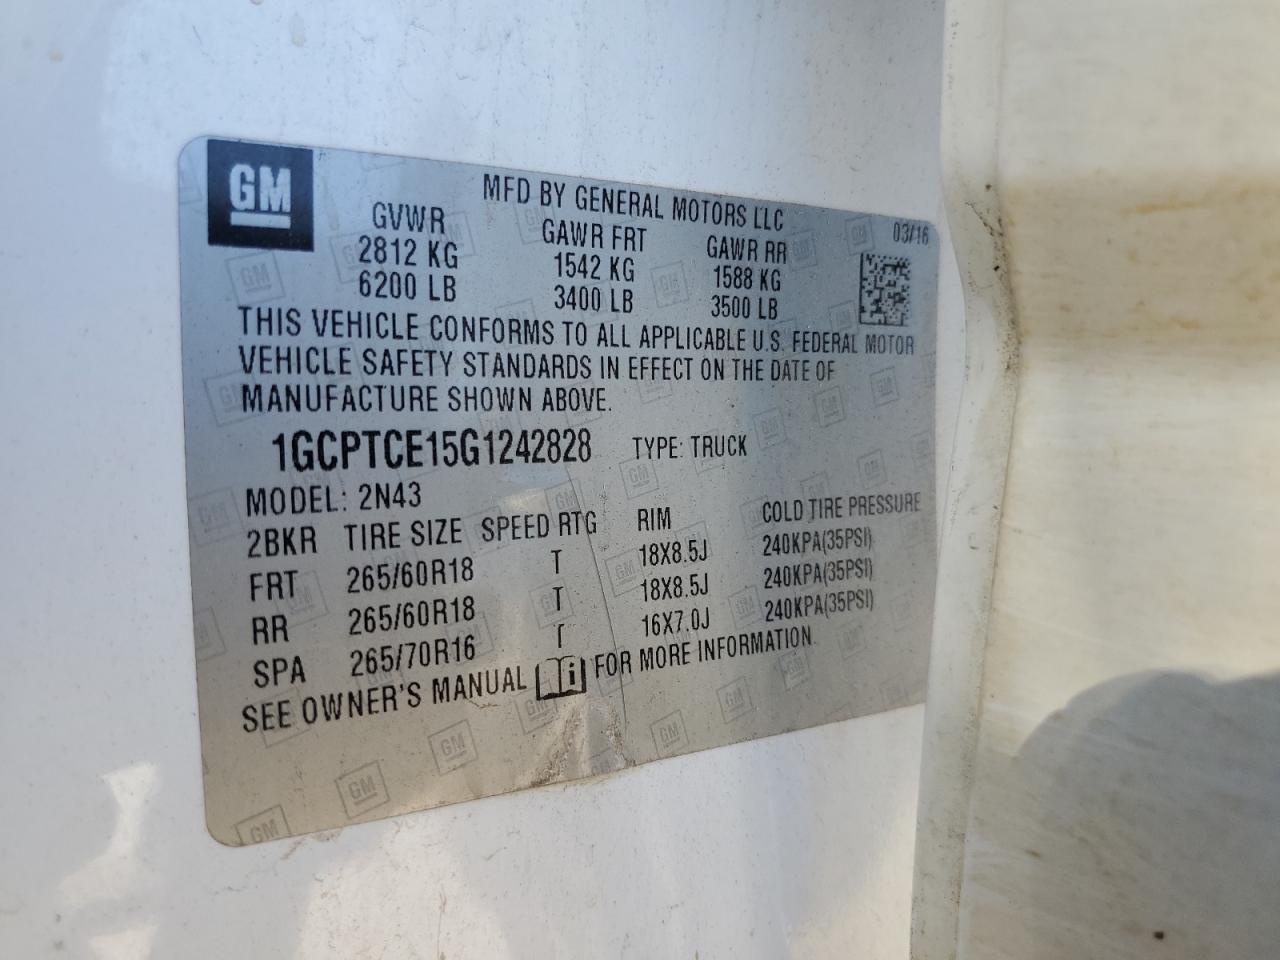 GM
MFD BY GENERAL MOTORS LLC
03/16
GVWR GAWR FRT GAWR RR
2812 KG 1542 KG 1588 KG
6200 LB 3400 LB 3500 LB
THIS VEHICLE CONFORMS TO ALL APPLICABLE U.S. FEDERAL MOTOR
VEHICLE SAFETY STANDARDS IN EFFECT ON THE DATE OF
MANUFACTURE SHOWN ABOVE.
1GCPTCE15G1242828 TYPE: TRUCK
MODEL: 2N43
2BKR TIRE SIZE SPEED RTG RIM COLD TIRE PRESSURE
FRT 265/60R18 T 18X8.5J 240KPA(35PSI)
RR 265/60R18 T 18X8.5J 240KPA(35PSI)
SPA 265/70R16 T 16X7.0J 240KPA(35PSI)
SEE OWNER'S MANUAL i FOR MORE INFORMATION.